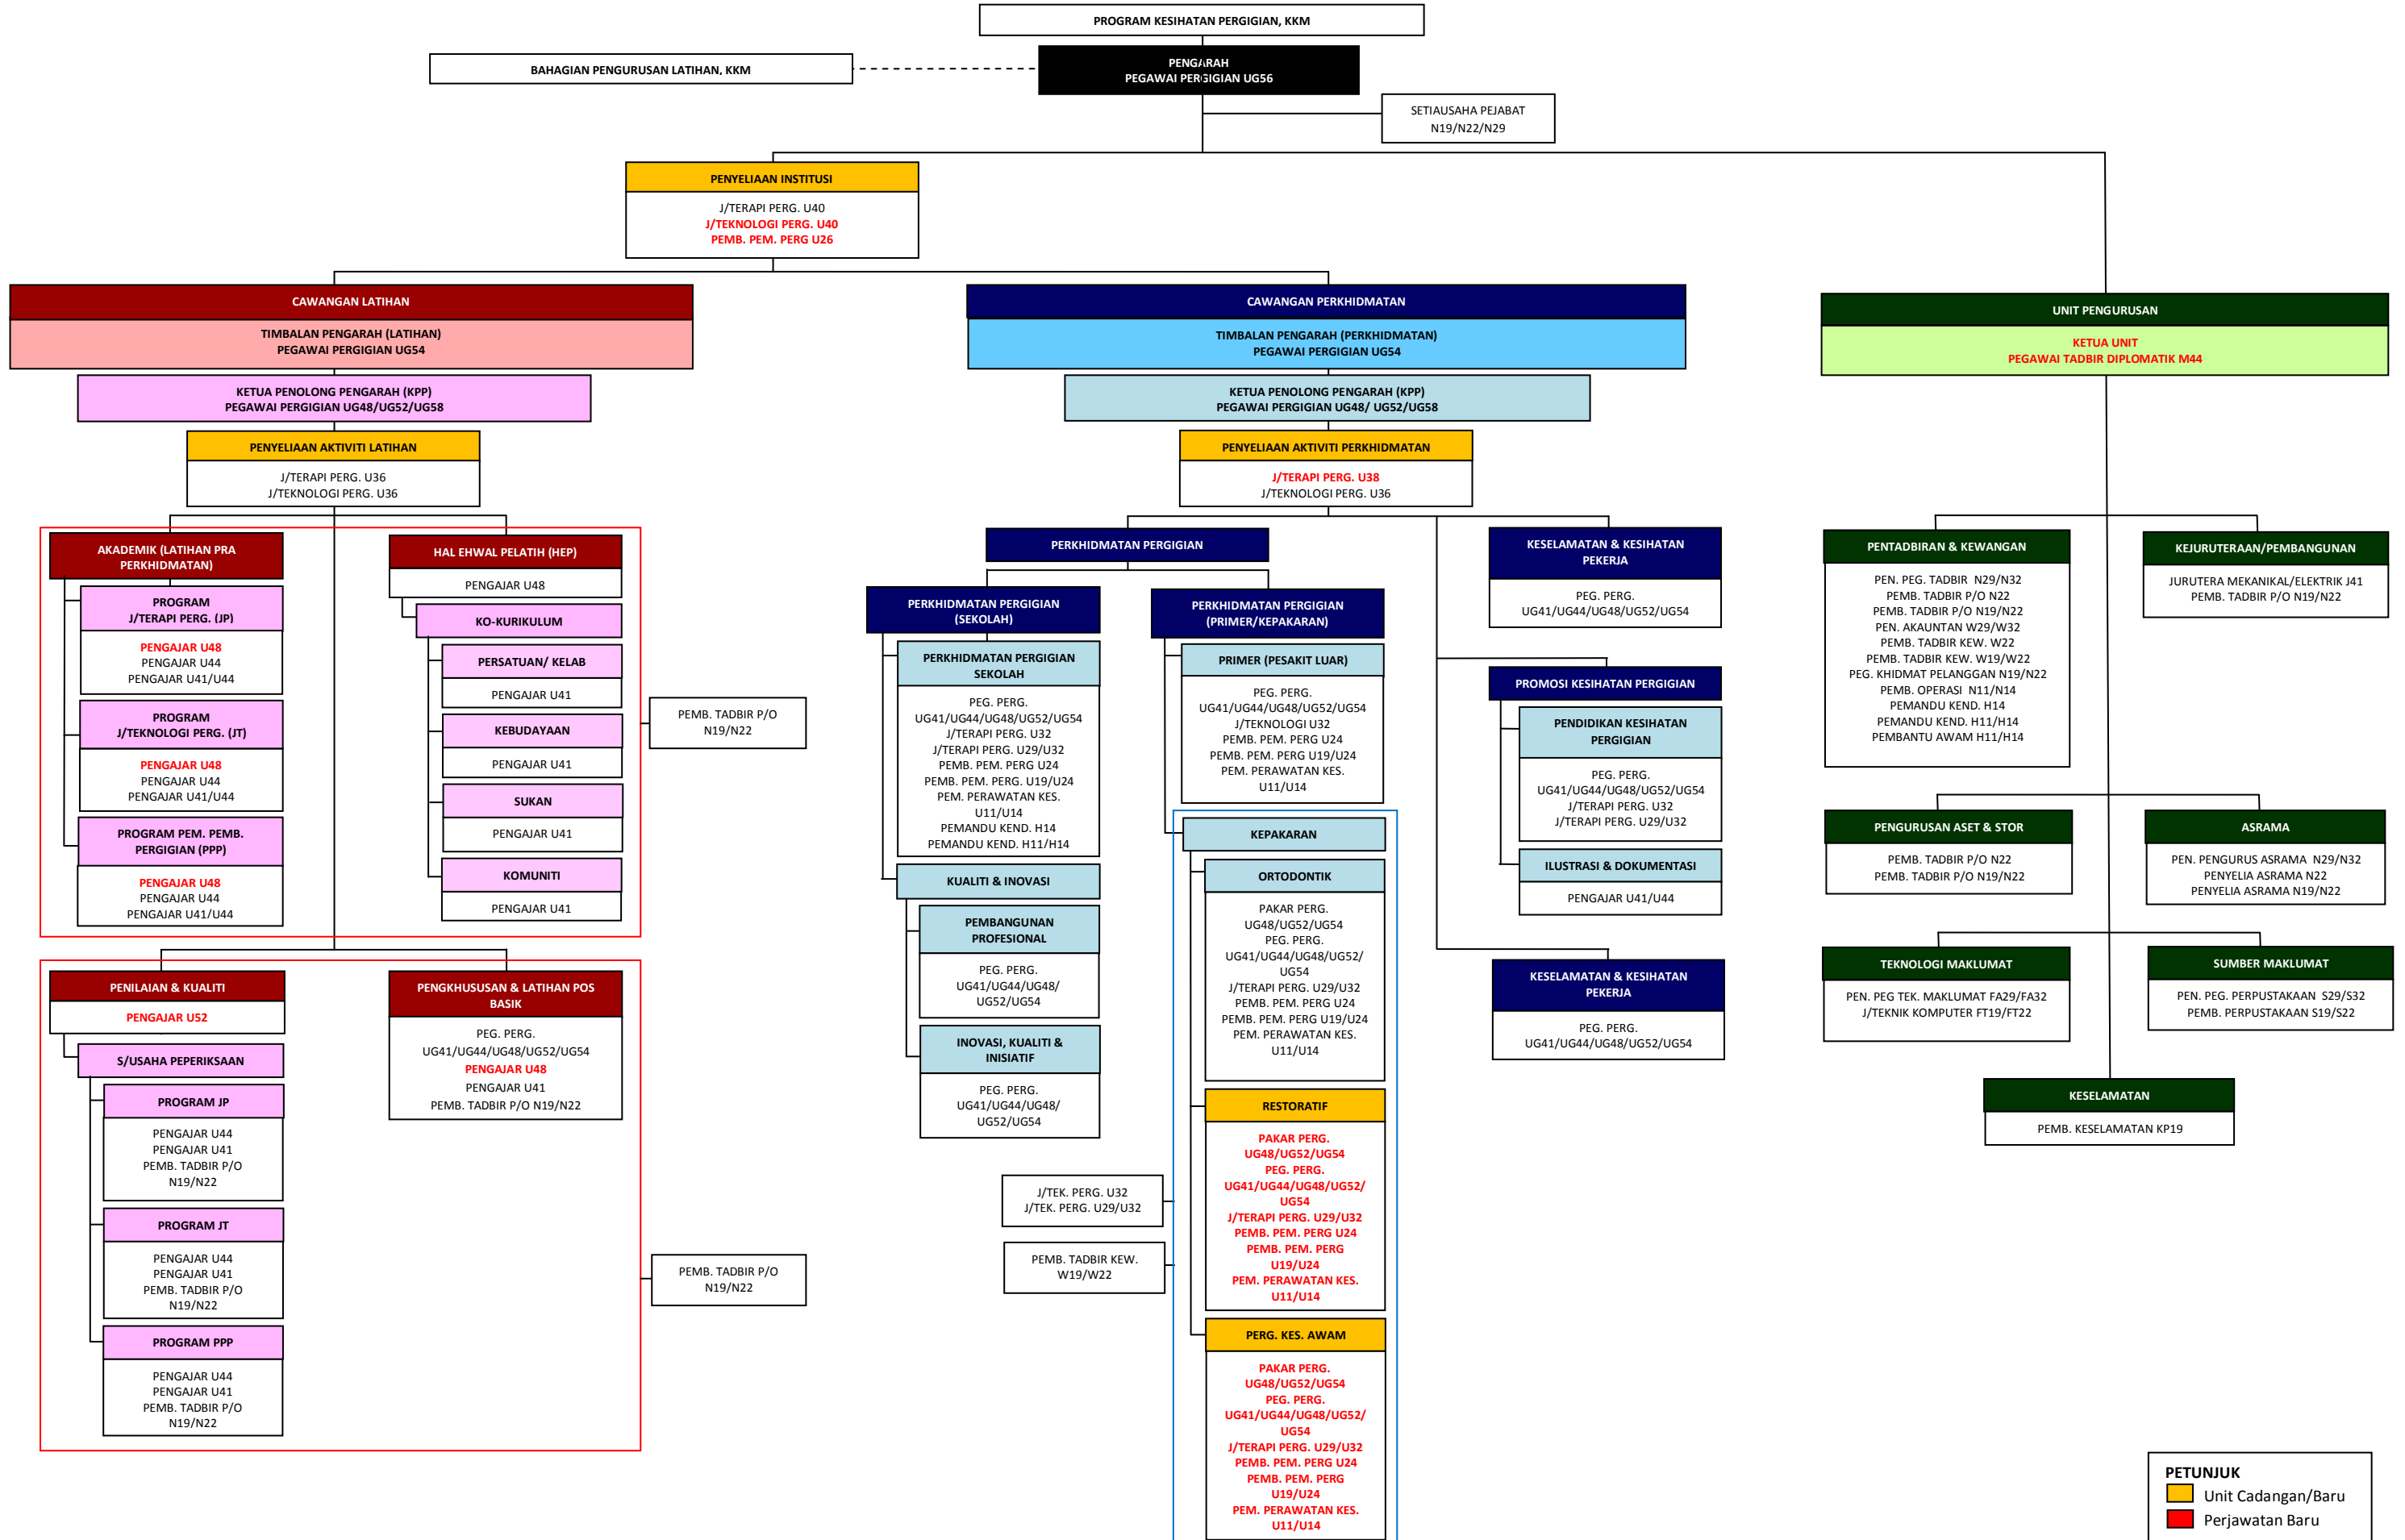 PROGRAM KESIHATAN PERGIGIAN, KKM
BAHAGIAN PENGURUSAN LATIHAN, KKM
PENGARAH
PEGAWAI PERGIGIAN UG56
SETIAUSAHA PEJABAT
N19/N22/N29
PENYELIAAN INSTITUSI
J/TERAPI PERG. U40
J/TEKNOLOGI PERG. U40
PEMB. PEM. PERG U26
CAWANGAN LATIHAN
TIMBALAN PENGARAH (LATIHAN)
PEGAWAI PERGIGIAN UG54
KETUA PENOLONG PENGARAH (KPP)
PEGAWAI PERGIGIAN UG48/UG52/UG58
PENYELIAAN AKTIVITI LATIHAN
J/TERAPI PERG. U36
J/TEKNOLOGI PERG. U36
AKADEMIK (LATIHAN PRA
PERKHIDMATAN)
PROGRAM
J/TERAPI PERG. (JP)
PENGAJAR U48
PENGAJAR U44
PENGAJAR U41/U44
PROGRAM
J/TEKNOLOGI PERG. (JT)
PENGAJAR U48
PENGAJAR U44
PENGAJAR U41/U44
PROGRAM PEM. PEMB.
PERGIGIAN (PPP)
PENGAJAR U48
PENGAJAR U44
PENGAJAR U41/U44
HAL EHWAL PELATIH (HEP)
PENGAJAR U48
KO-KURIKULUM
PERSATUAN/ KELAB
PENGAJAR U41
KEBUDAYAAN
PENGAJAR U41
SUKAN
PENGAJAR U41
KOMUNITI
PENGAJAR U41
PEMB. TADBIR P/O
N19/N22
PENILAIAN & KUALITI
PENGAJAR U52
S/USAHA PEPERIKSAAN
PROGRAM JP
PENGAJAR U44
PENGAJAR U41
PEMB. TADBIR P/O
N19/N22
PROGRAM JT
PENGAJAR U44
PENGAJAR U41
PEMB. TADBIR P/O
N19/N22
PROGRAM PPP
PENGAJAR U44
PENGAJAR U41
PEMB. TADBIR P/O
N19/N22
PENGKHUSUSAN & LATIHAN POS
BASIK
PEG. PERG.
UG41/UG44/UG48/UG52/UG54
PENGAJAR U48
PENGAJAR U41
PEMB. TADBIR P/O N19/N22
PEMB. TADBIR P/O
N19/N22
CAWANGAN PERKHIDMATAN
TIMBALAN PENGARAH (PERKHIDMATAN)
PEGAWAI PERGIGIAN UG54
KETUA PENOLONG PENGARAH (KPP)
PEGAWAI PERGIGIAN UG48/ UG52/UG58
PENYELIAAN AKTIVITI PERKHIDMATAN
J/TERAPI PERG. U38
J/TEKNOLOGI PERG. U36
PERKHIDMATAN PERGIGIAN
PERKHIDMATAN PERGIGIAN
(SEKOLAH)
PERKHIDMATAN PERGIGIAN
SEKOLAH
PEG. PERG.
UG41/UG44/UG48/UG52/UG54
J/TERAPI PERG. U32
J/TERAPI PERG. U29/U32
PEMB. PEM. PERG U24
PEMB. PEM. PERG. U19/U24
PEM. PERAWATAN KES.
U11/U14
PEMANDU KEND. H14
PEMANDU KEND. H11/H14
KUALITI & INOVASI
PEMBANGUNAN
PROFESIONAL
PEG. PERG.
UG41/UG44/UG48/
UG52/UG54
INOVASI, KUALITI &
INISIATIF
PEG. PERG.
UG41/UG44/UG48/
UG52/UG54
PERKHIDMATAN PERGIGIAN
(PRIMER/KEPAKARAN)
PRIMER (PESAKIT LUAR)
PEG. PERG.
UG41/UG44/UG48/UG52/UG54
J/TEKNOLOGI U32
PEMB. PEM. PERG U24
PEMB. PEM. PERG U19/U24
PEM. PERAWATAN KES.
U11/U14
KEPAKARAN
ORTODONTIK
PAKAR PERG.
UG48/UG52/UG54
PEG. PERG.
UG41/UG44/UG48/UG52/
UG54
J/TERAPI PERG. U29/U32
PEMB. PEM. PERG U24
PEMB. PEM. PERG U19/U24
PEM. PERAWATAN KES.
U11/U14
RESTORATIF
PAKAR PERG.
UG48/UG52/UG54
PEG. PERG.
UG41/UG44/UG48/UG52/
UG54
J/TERAPI PERG. U29/U32
PEMB. PEM. PERG U24
PEMB. PEM. PERG
U19/U24
PEM. PERAWATAN KES.
U11/U14
PERG. KES. AWAM
PAKAR PERG.
UG48/UG52/UG54
PEG. PERG.
UG41/UG44/UG48/UG52/
UG54
J/TERAPI PERG. U29/U32
PEMB. PEM. PERG U24
PEMB. PEM. PERG
U19/U24
PEM. PERAWATAN KES.
U11/U14
J/TEK. PERG. U32
J/TEK. PERG. U29/U32
PEMB. TADBIR KEW.
W19/W22
KESELAMATAN & KESIHATAN
PEKERJA
PEG. PERG.
UG41/UG44/UG48/UG52/UG54
PROMOSI KESIHATAN PERGIGIAN
PENDIDIKAN KESIHATAN
PERGIGIAN
PEG. PERG.
UG41/UG44/UG48/UG52/UG54
J/TERAPI PERG. U32
J/TERAPI PERG. U29/U32
ILUSTRASI & DOKUMENTASI
PENGAJAR U41/U44
KESELAMATAN & KESIHATAN
PEKERJA
PEG. PERG.
UG41/UG44/UG48/UG52/UG54
UNIT PENGURUSAN
KETUA UNIT
PEGAWAI TADBIR DIPLOMATIK M44
PENTADBIRAN & KEWANGAN
PEN. PEG. TADBIR N29/N32
PEMB. TADBIR P/O N22
PEMB. TADBIR P/O N19/N22
PEN. AKAUNTAN W29/W32
PEMB. TADBIR KEW. W22
PEMB. TADBIR KEW. W19/W22
PEG. KHIDMAT PELANGGAN N19/N22
PEMB. OPERASI N11/N14
PEMANDU KEND. H14
PEMANDU KEND. H11/H14
PEMBANTU AWAM H11/H14
KEJURUTERAAN/PEMBANGUNAN
JURUTERA MEKANIKAL/ELEKTRIK J41
PEMB. TADBIR P/O N19/N22
PENGURUSAN ASET & STOR
PEMB. TADBIR P/O N22
PEMB. TADBIR P/O N19/N22
ASRAMA
PEN. PENGURUS ASRAMA N29/N32
PENYELIA ASRAMA N22
PENYELIA ASRAMA N19/N22
TEKNOLOGI MAKLUMAT
PEN. PEG TEK. MAKLUMAT FA29/FA32
J/TEKNIK KOMPUTER FT19/FT22
SUMBER MAKLUMAT
PEN. PEG. PERPUSTAKAAN S29/S32
PEMB. PERPUSTAKAAN S19/S22
KESELAMATAN
PEMB. KESELAMATAN KP19
PETUNJUK
Unit Cadangan/Baru
Perjawatan Baru